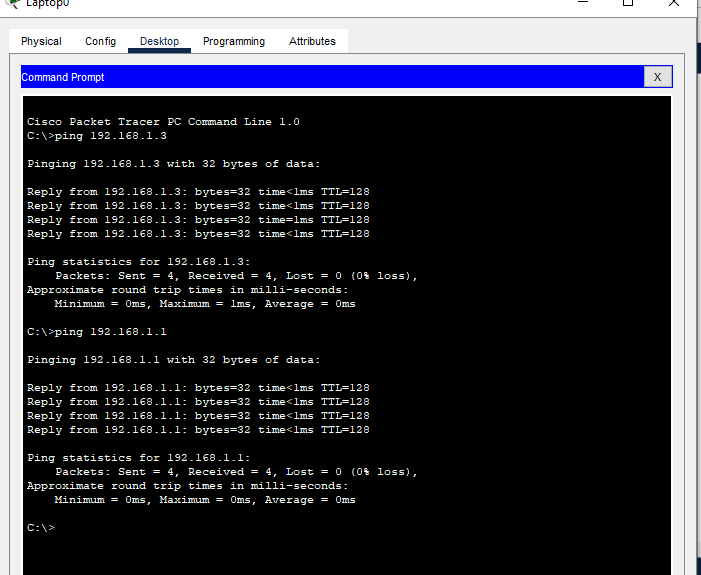 Laptop0
Physical Config Desktop Programming Attributes
Command Prompt
X
Cisco Packet Tracer PC Command Line 1.0
C:\>ping 192.168.1.3
Pinging 192.168.1.3 with 32 bytes of data:
Reply from 192.168.1.3: bytes=32 time<1ms TTL=128
Reply from 192.168.1.3: bytes=32 time<1ms TTL=128
Reply from 192.168.1.3: bytes=32 time=1ms TTL=128
Reply from 192.168.1.3: bytes=32 time<1ms TTL=128
Ping statistics for 192.168.1.3:
Packets: Sent = 4, Received = 4, Lost = 0 (0% loss),
Approximate round trip times in milli-seconds:
Minimum = 0ms, Maximum = 1ms, Average = 0ms
C:\>ping 192.168.1.1
Pinging 192.168.1.1 with 32 bytes of data:
Reply from 192.168.1.1: bytes=32 time<1ms TTL=128
Reply from 192.168.1.1: bytes=32 time<1ms TTL=128
Reply from 192.168.1.1: bytes=32 time<1ms TTL=128
Reply from 192.168.1.1: bytes=32 time<1ms TTL=128
Ping statistics for 192.168.1.1:
Packets: Sent = 4, Received = 4, Lost = 0 (0% loss),
Approximate round trip times in milli-seconds:
Minimum = 0ms, Maximum = 0ms, Average = 0ms
C:\>